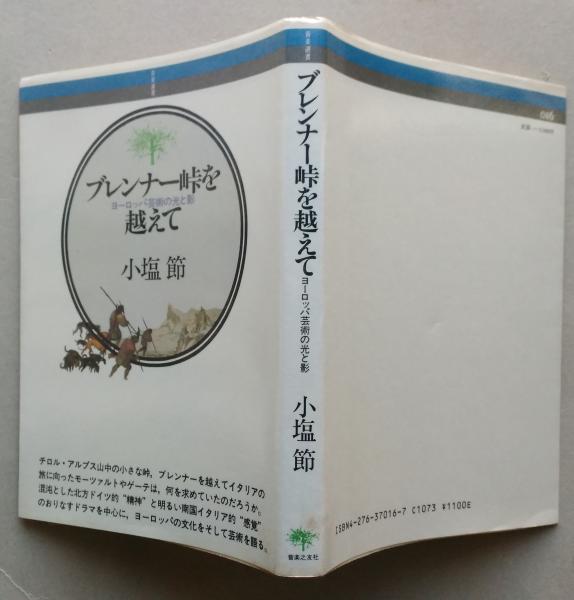 音楽選書
ブレンナー峠を
ヨーロッパ芸術の光と影
越えて
小塩 節
チロル・アルプス山中の小さな峠，ブレンナーを越えてイタリアの
旅に向ったモーツァルトやゲーテは，何を求めていたのだろうか。
混沌とした北方ドイツ的“精神”と明るい南国イタリア的“感覚”
のおりなすドラマを中心に，ヨーロッパの文化をそして芸術を語る。
音楽選書
ブレンナー峠を越えて
ヨーロッパ芸術の光と影
小塩 節
音楽之友社
ISBN4-276-37016-7 C1073 ¥1100E